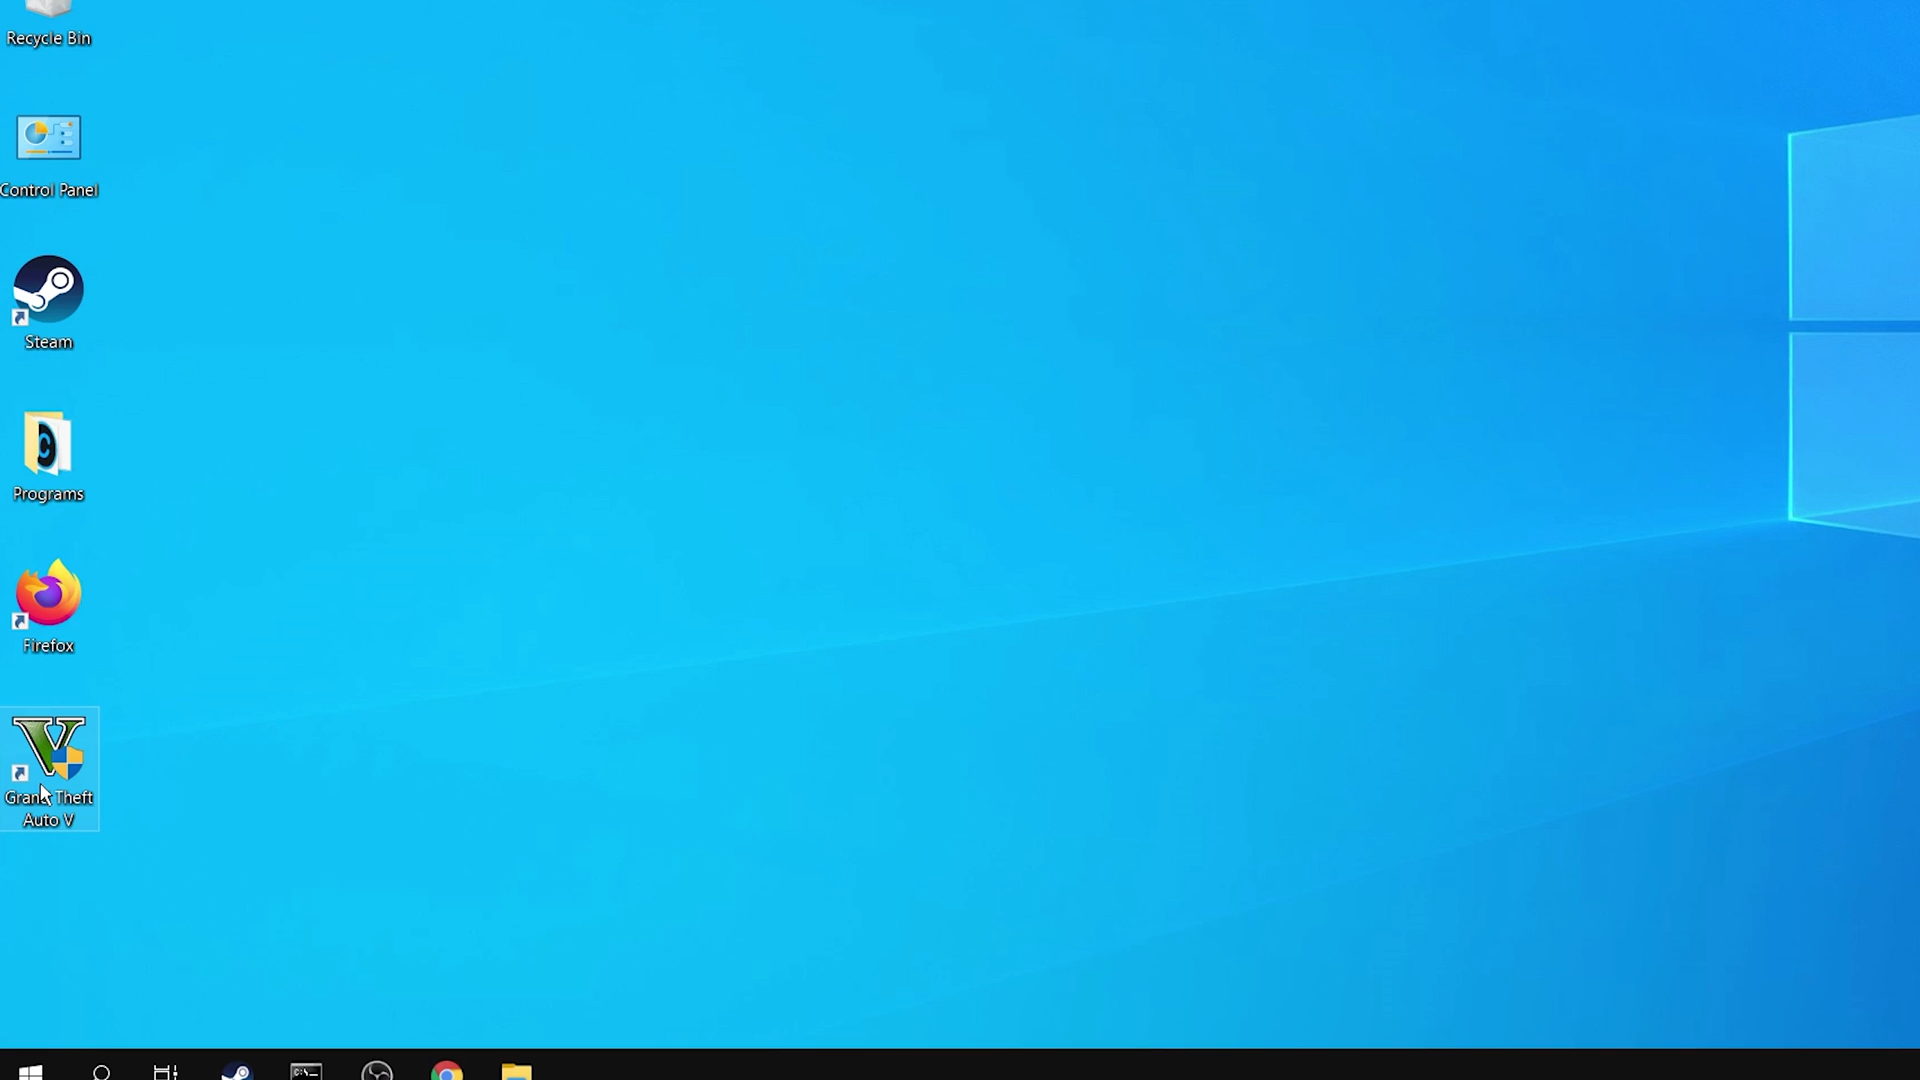 Recycle Bin
Control Panel
Steam
Programs
Firefox
Grand Theft
Auto V